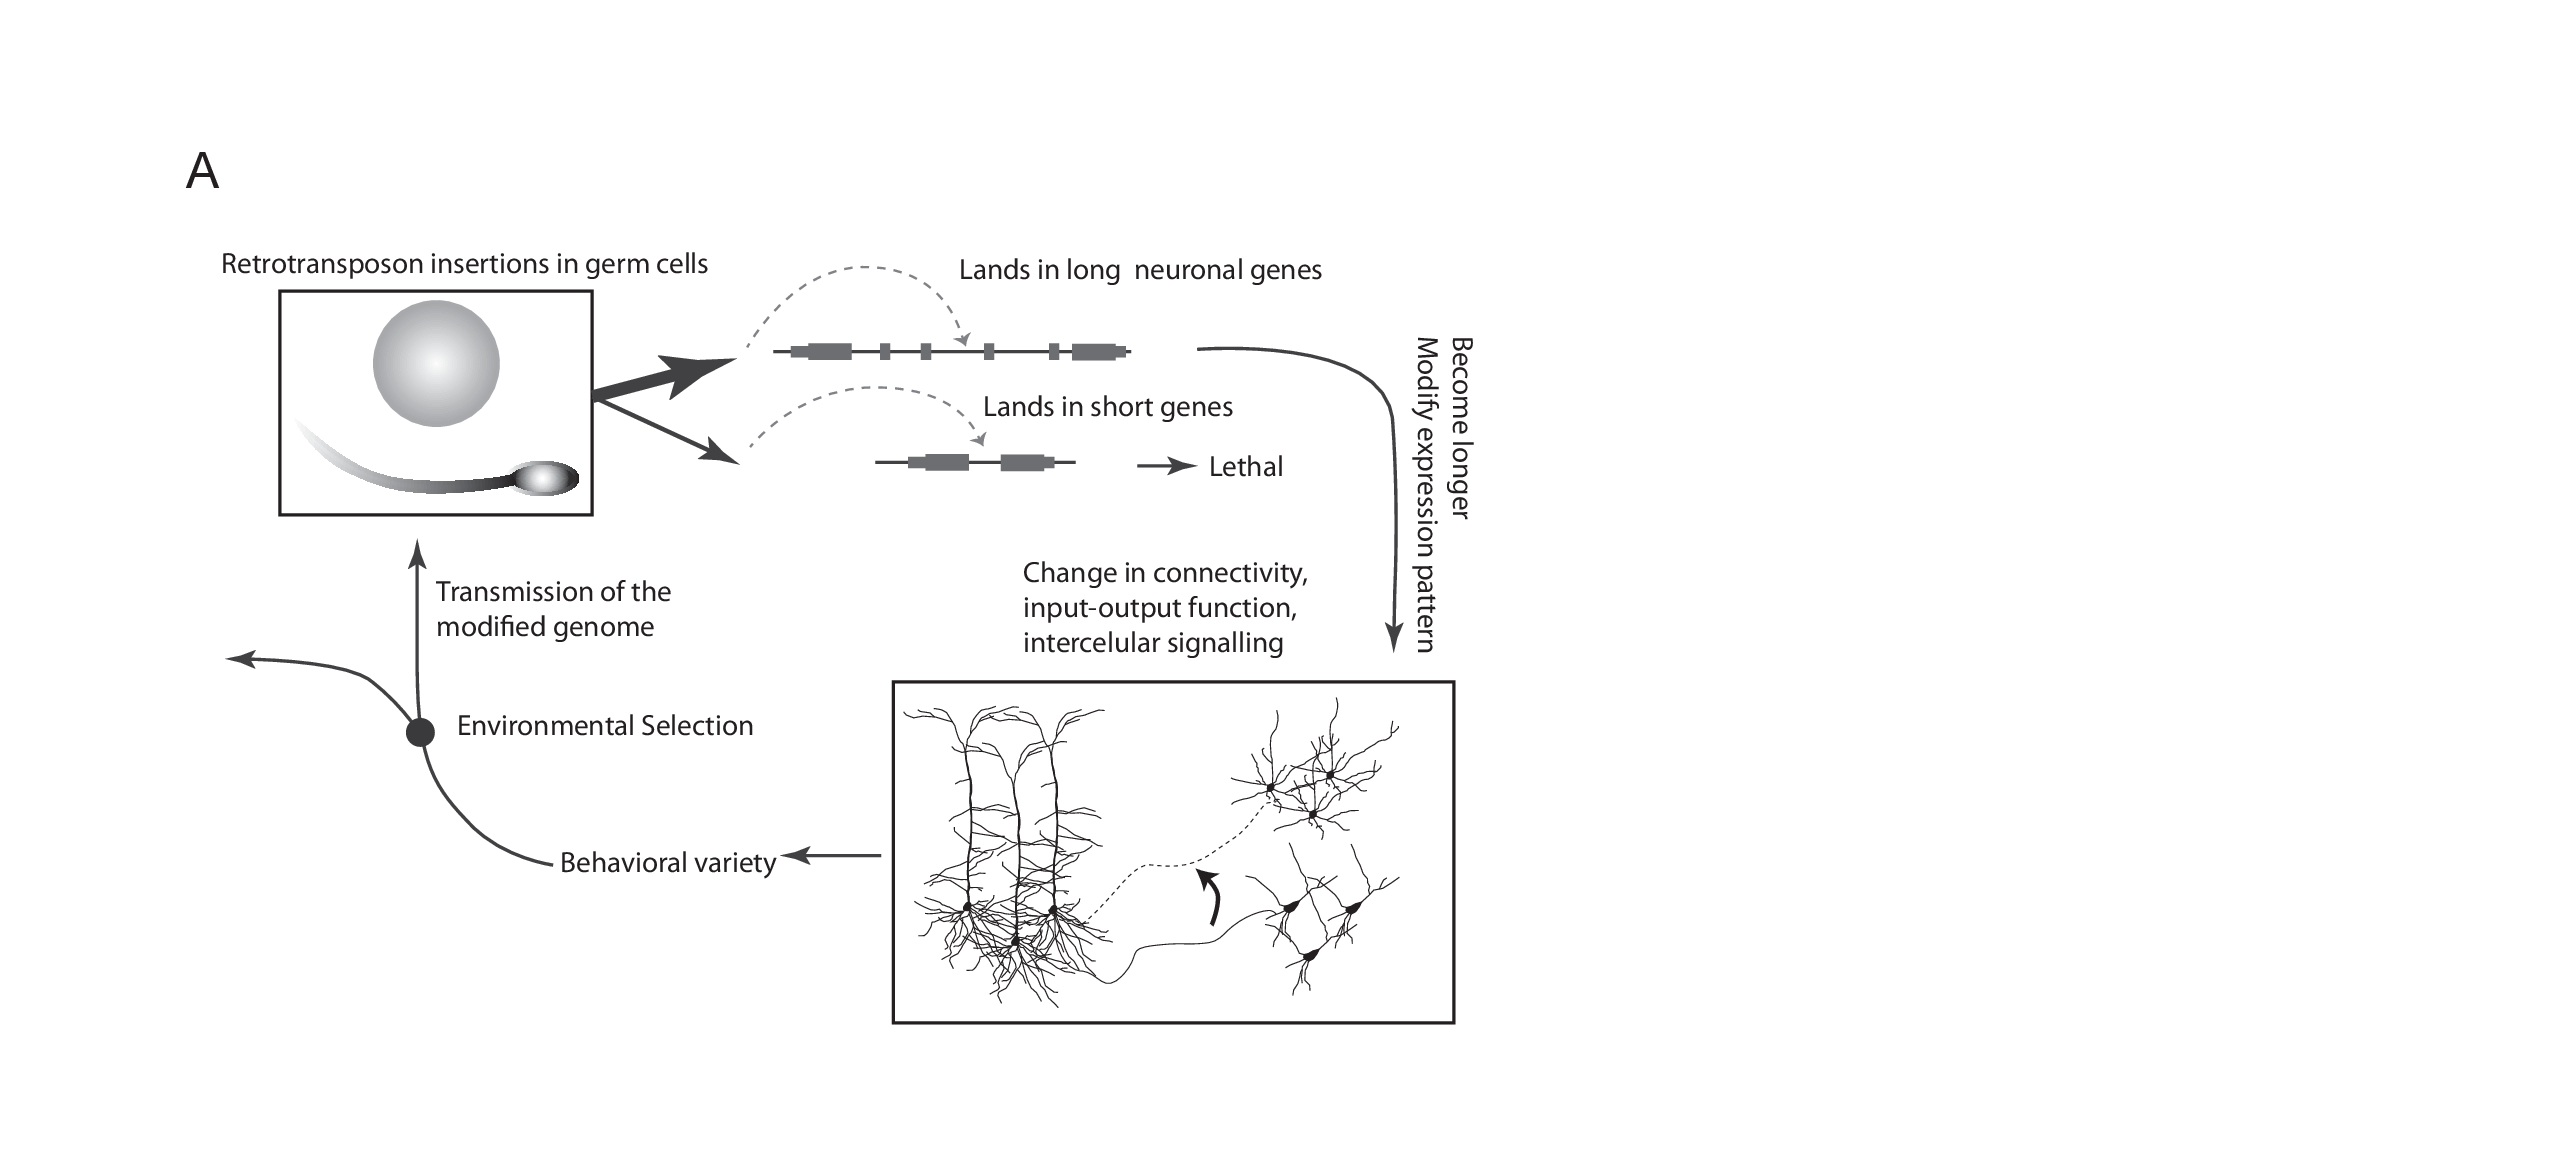 A
Retrotransposon insertions in germ cells
Lands in long neuronal genes
Lands in short genes
Lethal
Become longer
Modify expression pattern
Change in connectivity,
input-output function,
intercelular signalling
Transmission of the
modified genome
Environmental Selection
Behavioral variety